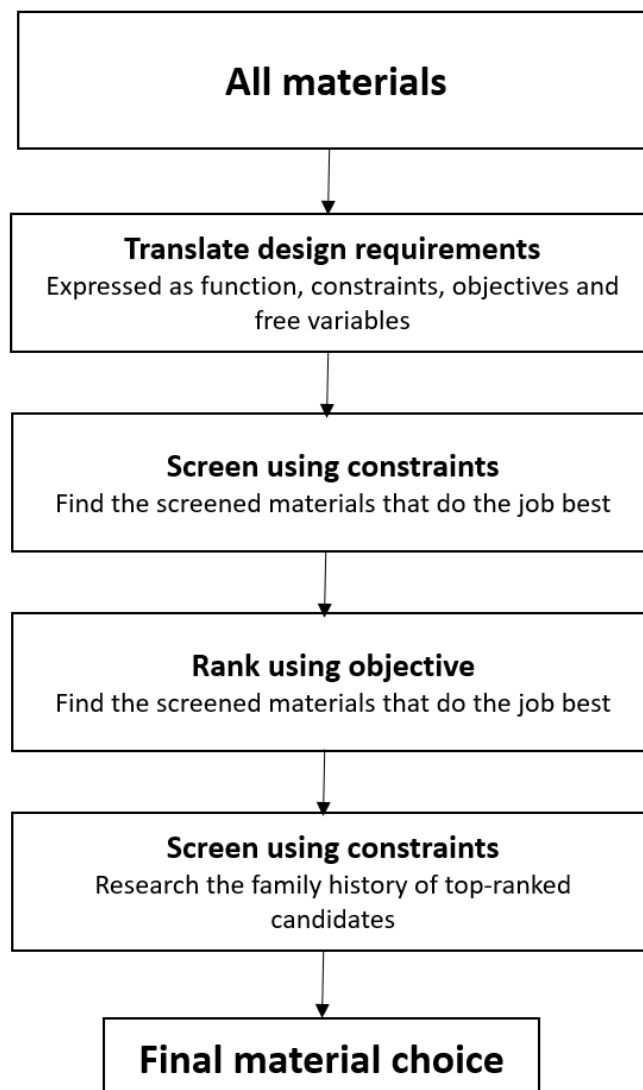 All materials
Translate design requirements
Expressed as function, constraints, objectives and
free variables
Screen using constraints
Find the screened materials that do the job best
Rank using objective
Find the screened materials that do the job best
Screen using constraints
Research the family history of top-ranked
candidates
Final material choice